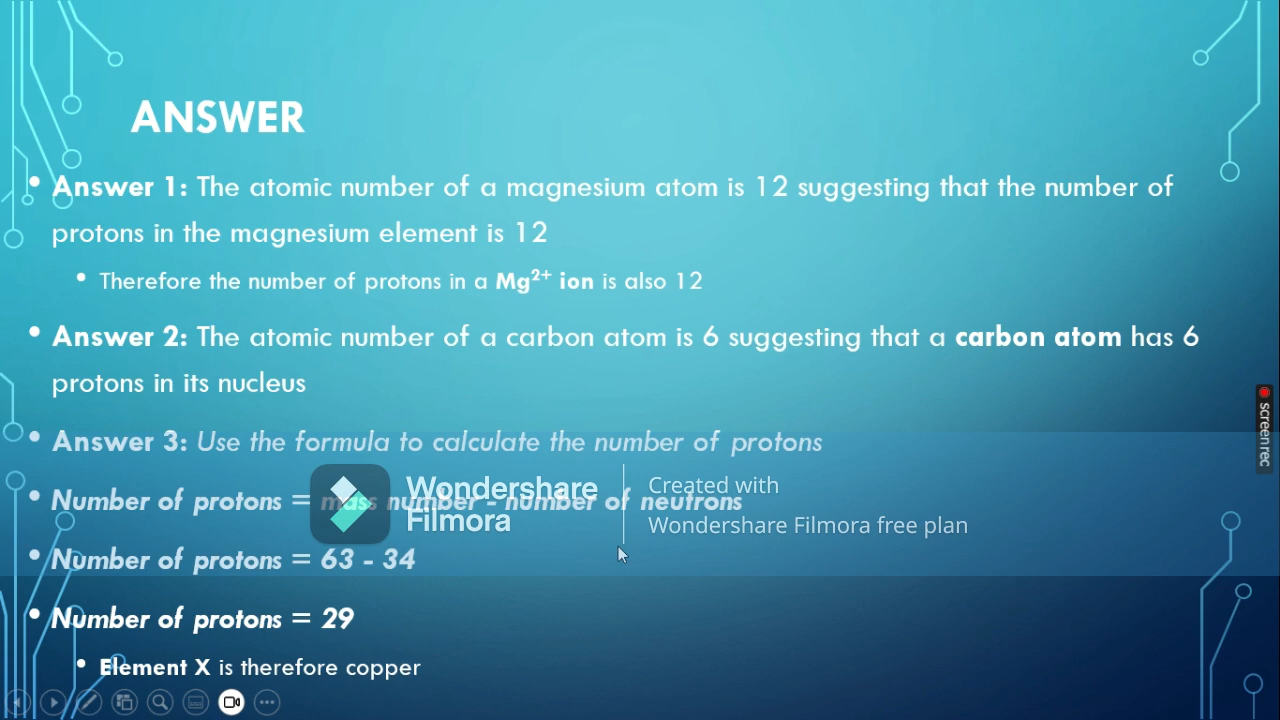 ANSWER
• Answer 1: The atomic number of a magnesium atom is 12 suggesting that the number of
protons in the magnesium element is 12
• Therefore the number of protons in a Mg²⁺ ion is also 12
• Answer 2: The atomic number of a carbon atom is 6 suggesting that a carbon atom has 6
protons in its nucleus
• Answer 3: Use the formula to calculate the number of protons
• Number of protons = mass number - number of neutrons
Wondershare
Filmora
Created with
Wondershare Filmora free plan
• Number of protons = 63 - 34
• Number of protons = 29
• Element X is therefore copper
screen rec